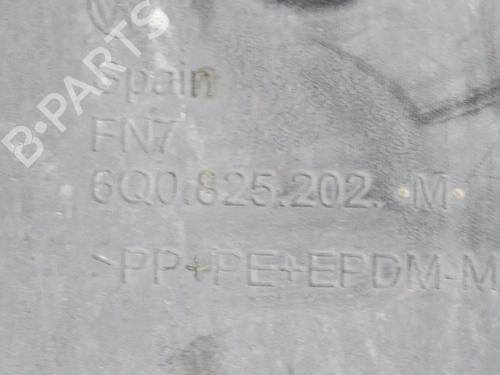 B-PARTS
Spain
FN7
6Q0.825.202. M
>PP+PE+EPDM-M